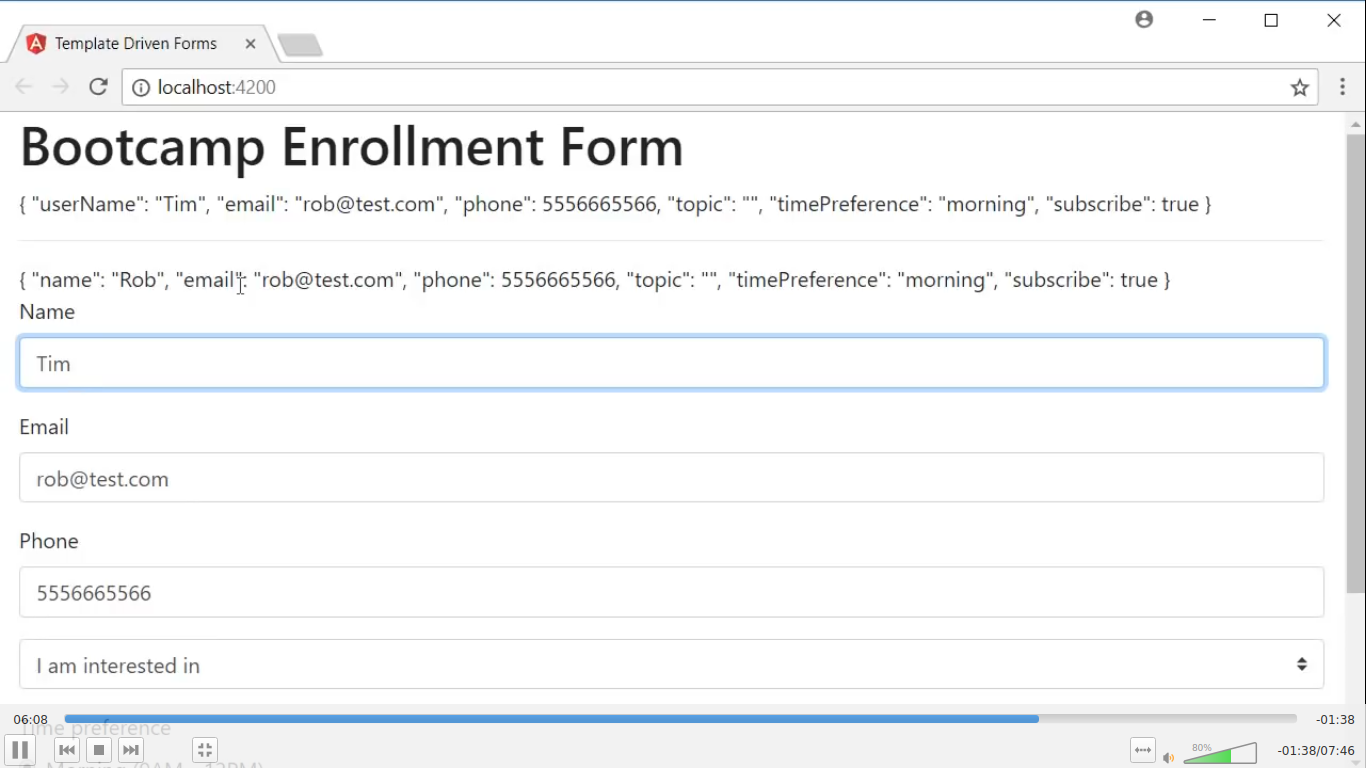 Template Driven Forms
localhost:4200
Bootcamp Enrollment Form
{ "userName": "Tim", "email": "rob@test.com", "phone": 5556665566, "topic": "", "timePreference": "morning", "subscribe": true }
{ "name": "Rob", "email": "rob@test.com", "phone": 5556665566, "topic": "", "timePreference": "morning", "subscribe": true }
Name
Tim
Email
rob@test.com
Phone
5556665566
I am interested in
06:08
-01:38
Time preference
80%
-01:38/07:46
Morning (9AM - 12PM)